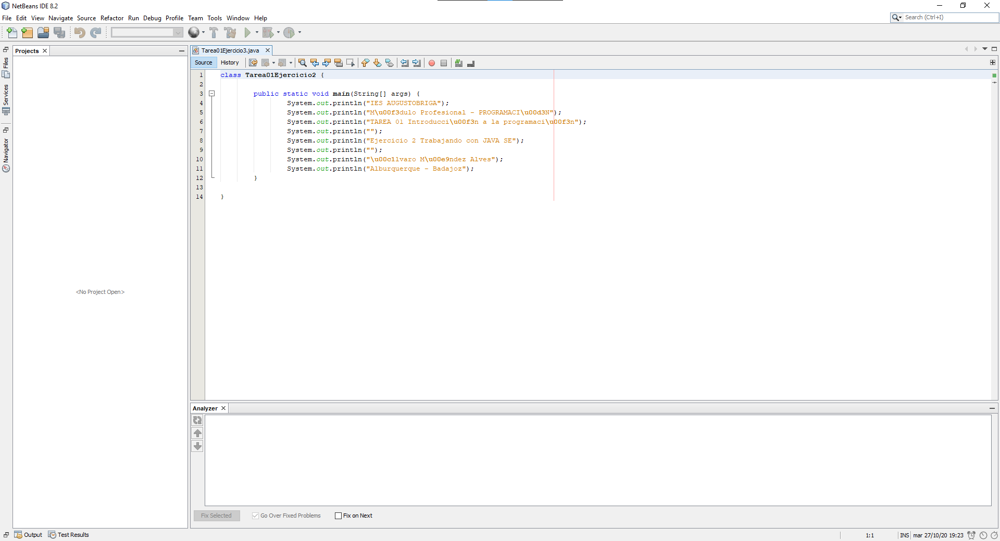 NetBeans IDE 8.2
File Edit View Navigate Source Refactor Run Debug Profile Team Tools Window Help
Search (Ctrl+I)
Projects
Files
Services
Navigator
<No Project Open>
Tarea01Ejercicio3.java
Source History
1 class Tarea01Ejercicio2 {
2
3 public static void main(String[] args) {
4 System.out.println("IES AUGUSTOBRIGA");
5 System.out.println("M\u00f3dulo Profesional - PROGRAMACI\u00d3N");
6 System.out.println("TAREA 01 Introducci\u00f3n a la programaci\u00f3n");
7 System.out.println("");
8 System.out.println("Ejercicio 2 Trabajando con JAVA SE");
9 System.out.println("");
10 System.out.println("\u00c1lvaro M\u00e9ndez Alves");
11 System.out.println("Alburquerque - Badajoz");
12 }
13
14 }
Analyzer
Fix Selected Go Over Fixed Problems Fix on Next
Output Test Results
1:1 INS mar 27/10/20 19:23